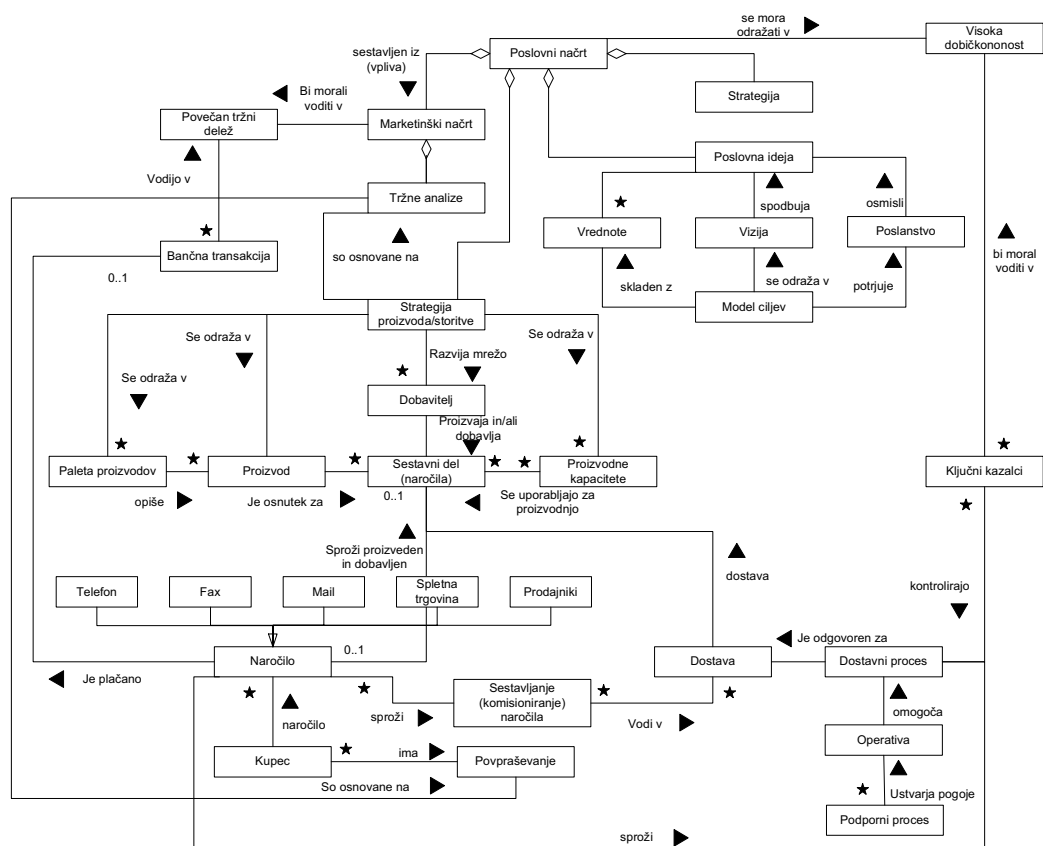 se mora
odražati v
Visoka
dobičkononost
Poslovni načrt
sestavljen iz
(vpliva)
Bi morali
voditi v
Strategija
Povečan tržni
delež
Marketinški načrt
Poslovna ideja
Vodijo v
Tržne analize
spodbuja
osmisli
Vrednote
Vizija
Poslanstvo
Bančna transakcija
so osnovane na
bi moral
voditi v
0..1
skladen z
se odraža v
potrjuje
Strategija
proizvoda/storitve
Model ciljev
Se odraža v
Se odraža v
Razvija mrežo
Se odraža v
Dobavitelj
Proizvaja in/ali
dobavlja
Paleta proizvodov
Proizvod
Sestavni del
(naročila)
Proizvodne
kapacitete
Ključni kazalci
opiše
Je osnutek za
0..1
Se uporabljajo za
proizvodnjo
Sproži proizveden
in dobavljen
dostava
Telefon
Fax
Mail
Spletna
trgovina
Prodajniki
kontrolirajo
Je odgovoren za
Naročilo
0..1
Dostava
Dostavni proces
Je plačano
Sestavljanje
(komisioniranje)
naročila
naročilo
sproži
Vodi v
omogoča
Operativa
Kupec
ima
Povpraševanje
So osnovane na
Ustvarja pogoje
Podporni proces
sproži